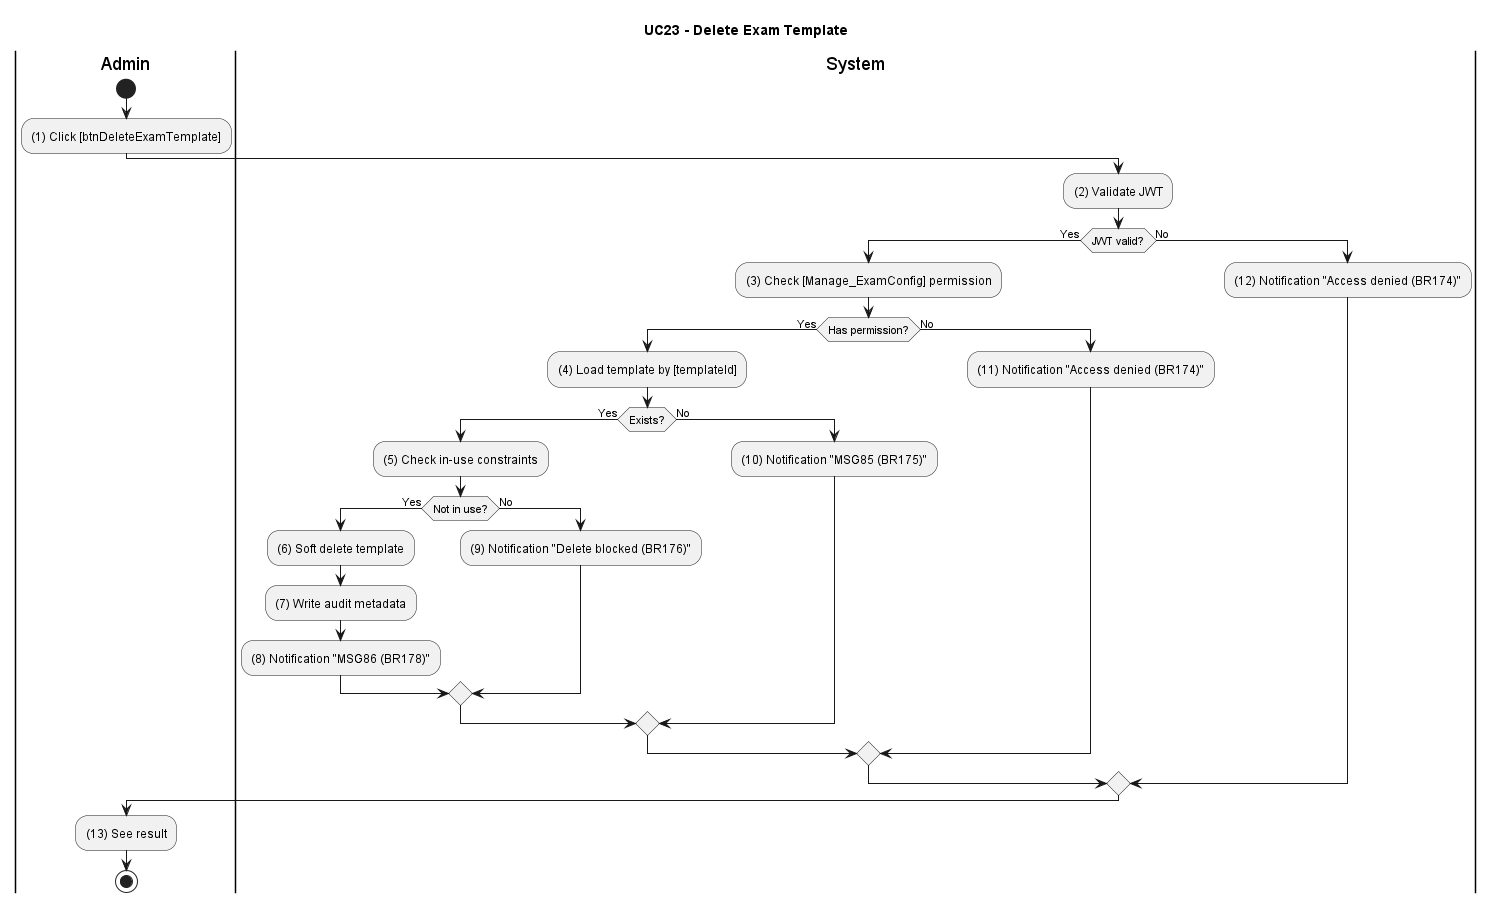 UC23 - Delete Exam Template
Admin
System
(1) Click [btnDeleteExamTemplate]
(2) Validate JWT
JWT valid?
Yes
No
(3) Check [Manage_ExamConfig] permission
(12) Notification "Access denied (BR174)"
Has permission?
Yes
No
(4) Load template by [templateId]
(11) Notification "Access denied (BR174)"
Exists?
Yes
No
(5) Check in-use constraints
(10) Notification "MSG85 (BR175)"
Not in use?
Yes
No
(6) Soft delete template
(9) Notification "Delete blocked (BR176)"
(7) Write audit metadata
(8) Notification "MSG86 (BR178)"
(13) See result